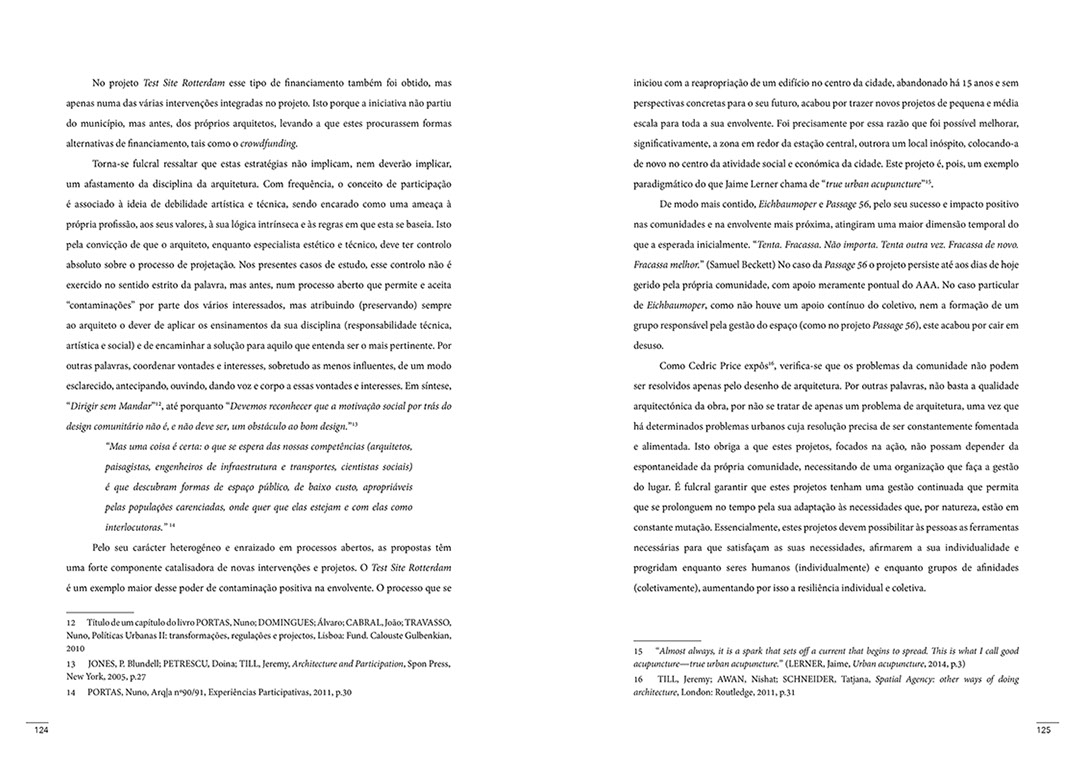 No projeto Test Site Rotterdam esse tipo de financiamento também foi obtido, mas
apenas numa das várias intervenções integradas no projeto. Isto porque a iniciativa não partiu
do município, mas antes, dos próprios arquitetos, levando a que estes procurassem formas
alternativas de financiamento, tais como o crowdfunding.
Torna-se fulcral ressaltar que estas estratégias não implicam, nem deverão implicar,
um afastamento da disciplina da arquitetura. Com frequência, o conceito de participação
é associado à ideia de debilidade artística e técnica, sendo encarado como uma ameaça à
própria profissão, aos seus valores, à sua lógica intrínseca e às regras em que esta se baseia. Isto
pela convicção de que o arquiteto, enquanto especialista estético e técnico, deve ter controlo
absoluto sobre o processo de projetação. Nos presentes casos de estudo, esse controlo não é
exercido no sentido estrito da palavra, mas antes, num processo aberto que permite e aceita
“contaminações” por parte dos vários interessados, mas atribuindo (preservando) sempre
ao arquiteto o dever de aplicar os ensinamentos da sua disciplina (responsabilidade técnica,
artística e social) e de encaminhar a solução para aquilo que entenda ser o mais pertinente. Por
outras palavras, coordenar vontades e interesses, sobretudo as menos influentes, de um modo
esclarecido, antecipando, ouvindo, dando voz e corpo a essas vontades e interesses. Em síntese,
“Dirigir sem Mandar”12, até porquanto “Devemos reconhecer que a motivação social por trás do
design comunitário não é, e não deve ser, um obstáculo ao bom design.”13
“Mas uma coisa é certa: o que se espera das nossas competências (arquitetos,
paisagistas, engenheiros de infraestrutura e transportes, cientistas sociais)
é que descubram formas de espaço público, de baixo custo, apropriáveis
pelas populações carenciadas, onde quer que elas estejam e com elas como
interlocutoras.” 14
Pelo seu carácter heterogéneo e enraizado em processos abertos, as propostas têm
uma forte componente catalisadora de novas intervenções e projetos. O Test Site Rotterdam
é um exemplo maior desse poder de contaminação positiva na envolvente. O processo que se
12 Título de um capítulo do livro PORTAS, Nuno; DOMINGUES; Álvaro; CABRAL, João; TRAVASSO,
Nuno, Políticas Urbanas II: transformações, regulações e projectos, Lisboa: Fund. Calouste Gulbenkian,
2010
13 JONES, P. Blundell; PETRESCU, Doina; TILL, Jeremy, Architecture and Participation, Spon Press,
New York, 2005, p.27
14 PORTAS, Nuno, Arq|a nº90/91, Experiências Participativas, 2011, p.30
124
iniciou com a reapropriação de um edifício no centro da cidade, abandonado há 15 anos e sem
perspectivas concretas para o seu futuro, acabou por trazer novos projetos de pequena e média
escala para toda a sua envolvente. Foi precisamente por essa razão que foi possível melhorar,
significativamente, a zona em redor da estação central, outrora um local inóspito, colocando-a
de novo no centro da atividade social e económica da cidade. Este projeto é, pois, um exemplo
paradigmático do que Jaime Lerner chama de “true urban acupuncture”15.
De modo mais contido, Eichbaumoper e Passage 56, pelo seu sucesso e impacto positivo
nas comunidades e na envolvente mais próxima, atingiram uma maior dimensão temporal do
que a esperada inicialmente. “Tenta. Fracassa. Não importa. Tenta outra vez. Fracassa de novo.
Fracassa melhor.” (Samuel Beckett) No caso da Passage 56 o projeto persiste até aos dias de hoje
gerido pela própria comunidade, com apoio meramente pontual do AAA. No caso particular
de Eichbaumoper, como não houve um apoio contínuo do coletivo, nem a formação de um
grupo responsável pela gestão do espaço (como no projeto Passage 56), este acabou por cair em
desuso.
Como Cedric Price expôs16, verifica-se que os problemas da comunidade não podem
ser resolvidos apenas pelo desenho de arquitetura. Por outras palavras, não basta a qualidade
arquitectónica da obra, por não se tratar de apenas um problema de arquitetura, uma vez que
há determinados problemas urbanos cuja resolução precisa de ser constantemente fomentada
e alimentada. Isto obriga a que estes projetos, focados na ação, não possam depender da
espontaneidade da própria comunidade, necessitando de uma organização que faça a gestão
do lugar. É fulcral garantir que estes projetos tenham uma gestão continuada que permita
que se prolonguem no tempo pela sua adaptação às necessidades que, por natureza, estão em
constante mutação. Essencialmente, estes projetos devem possibilitar às pessoas as ferramentas
necessárias para que satisfaçam as suas necessidades, afirmarem a sua individualidade e
progridam enquanto seres humanos (individualmente) e enquanto grupos de afinidades
(coletivamente), aumentando por isso a resiliência individual e coletiva.
15 “Almost always, it is a spark that sets off a current that begins to spread. This is what I call good
acupuncture—true urban acupuncture.” (LERNER, Jaime, Urban acupuncture, 2014, p.3)
16 TILL, Jeremy; AWAN, Nishat; SCHNEIDER, Tatjana, Spatial Agency: other ways of doing
architecture, London: Routledge, 2011, p.31
125